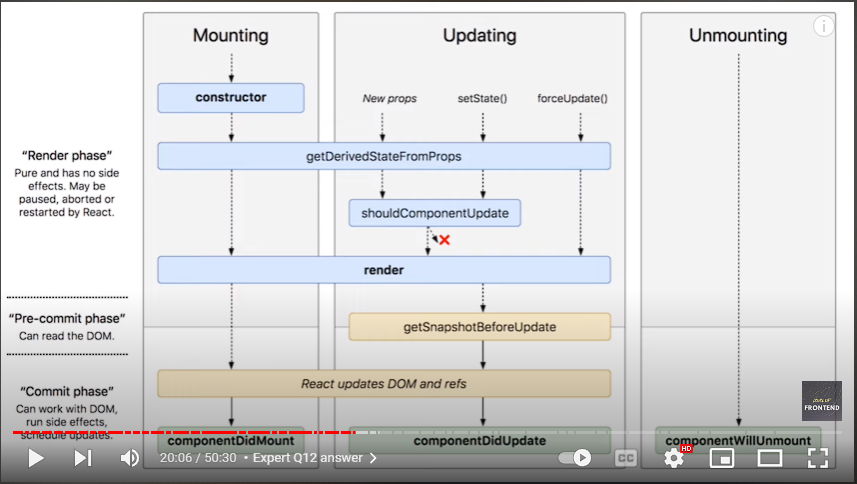 Mounting
Updating
Unmounting
constructor
New props
setState()
forceUpdate()
“Render phase”
Pure and has no side
effects. May be
paused, aborted or
restarted by React.
getDerivedStateFromProps
shouldComponentUpdate
render
“Pre-commit phase”
Can read the DOM.
getSnapshotBeforeUpdate
React updates DOM and refs
“Commit phase”
Can work with DOM,
run side effects,
schedule updates.
FRONTEND
componentDidMount
componentDidUpdate
componentWillUnmount
20:06 / 50:30 • Expert Q12 answer
CC
HD